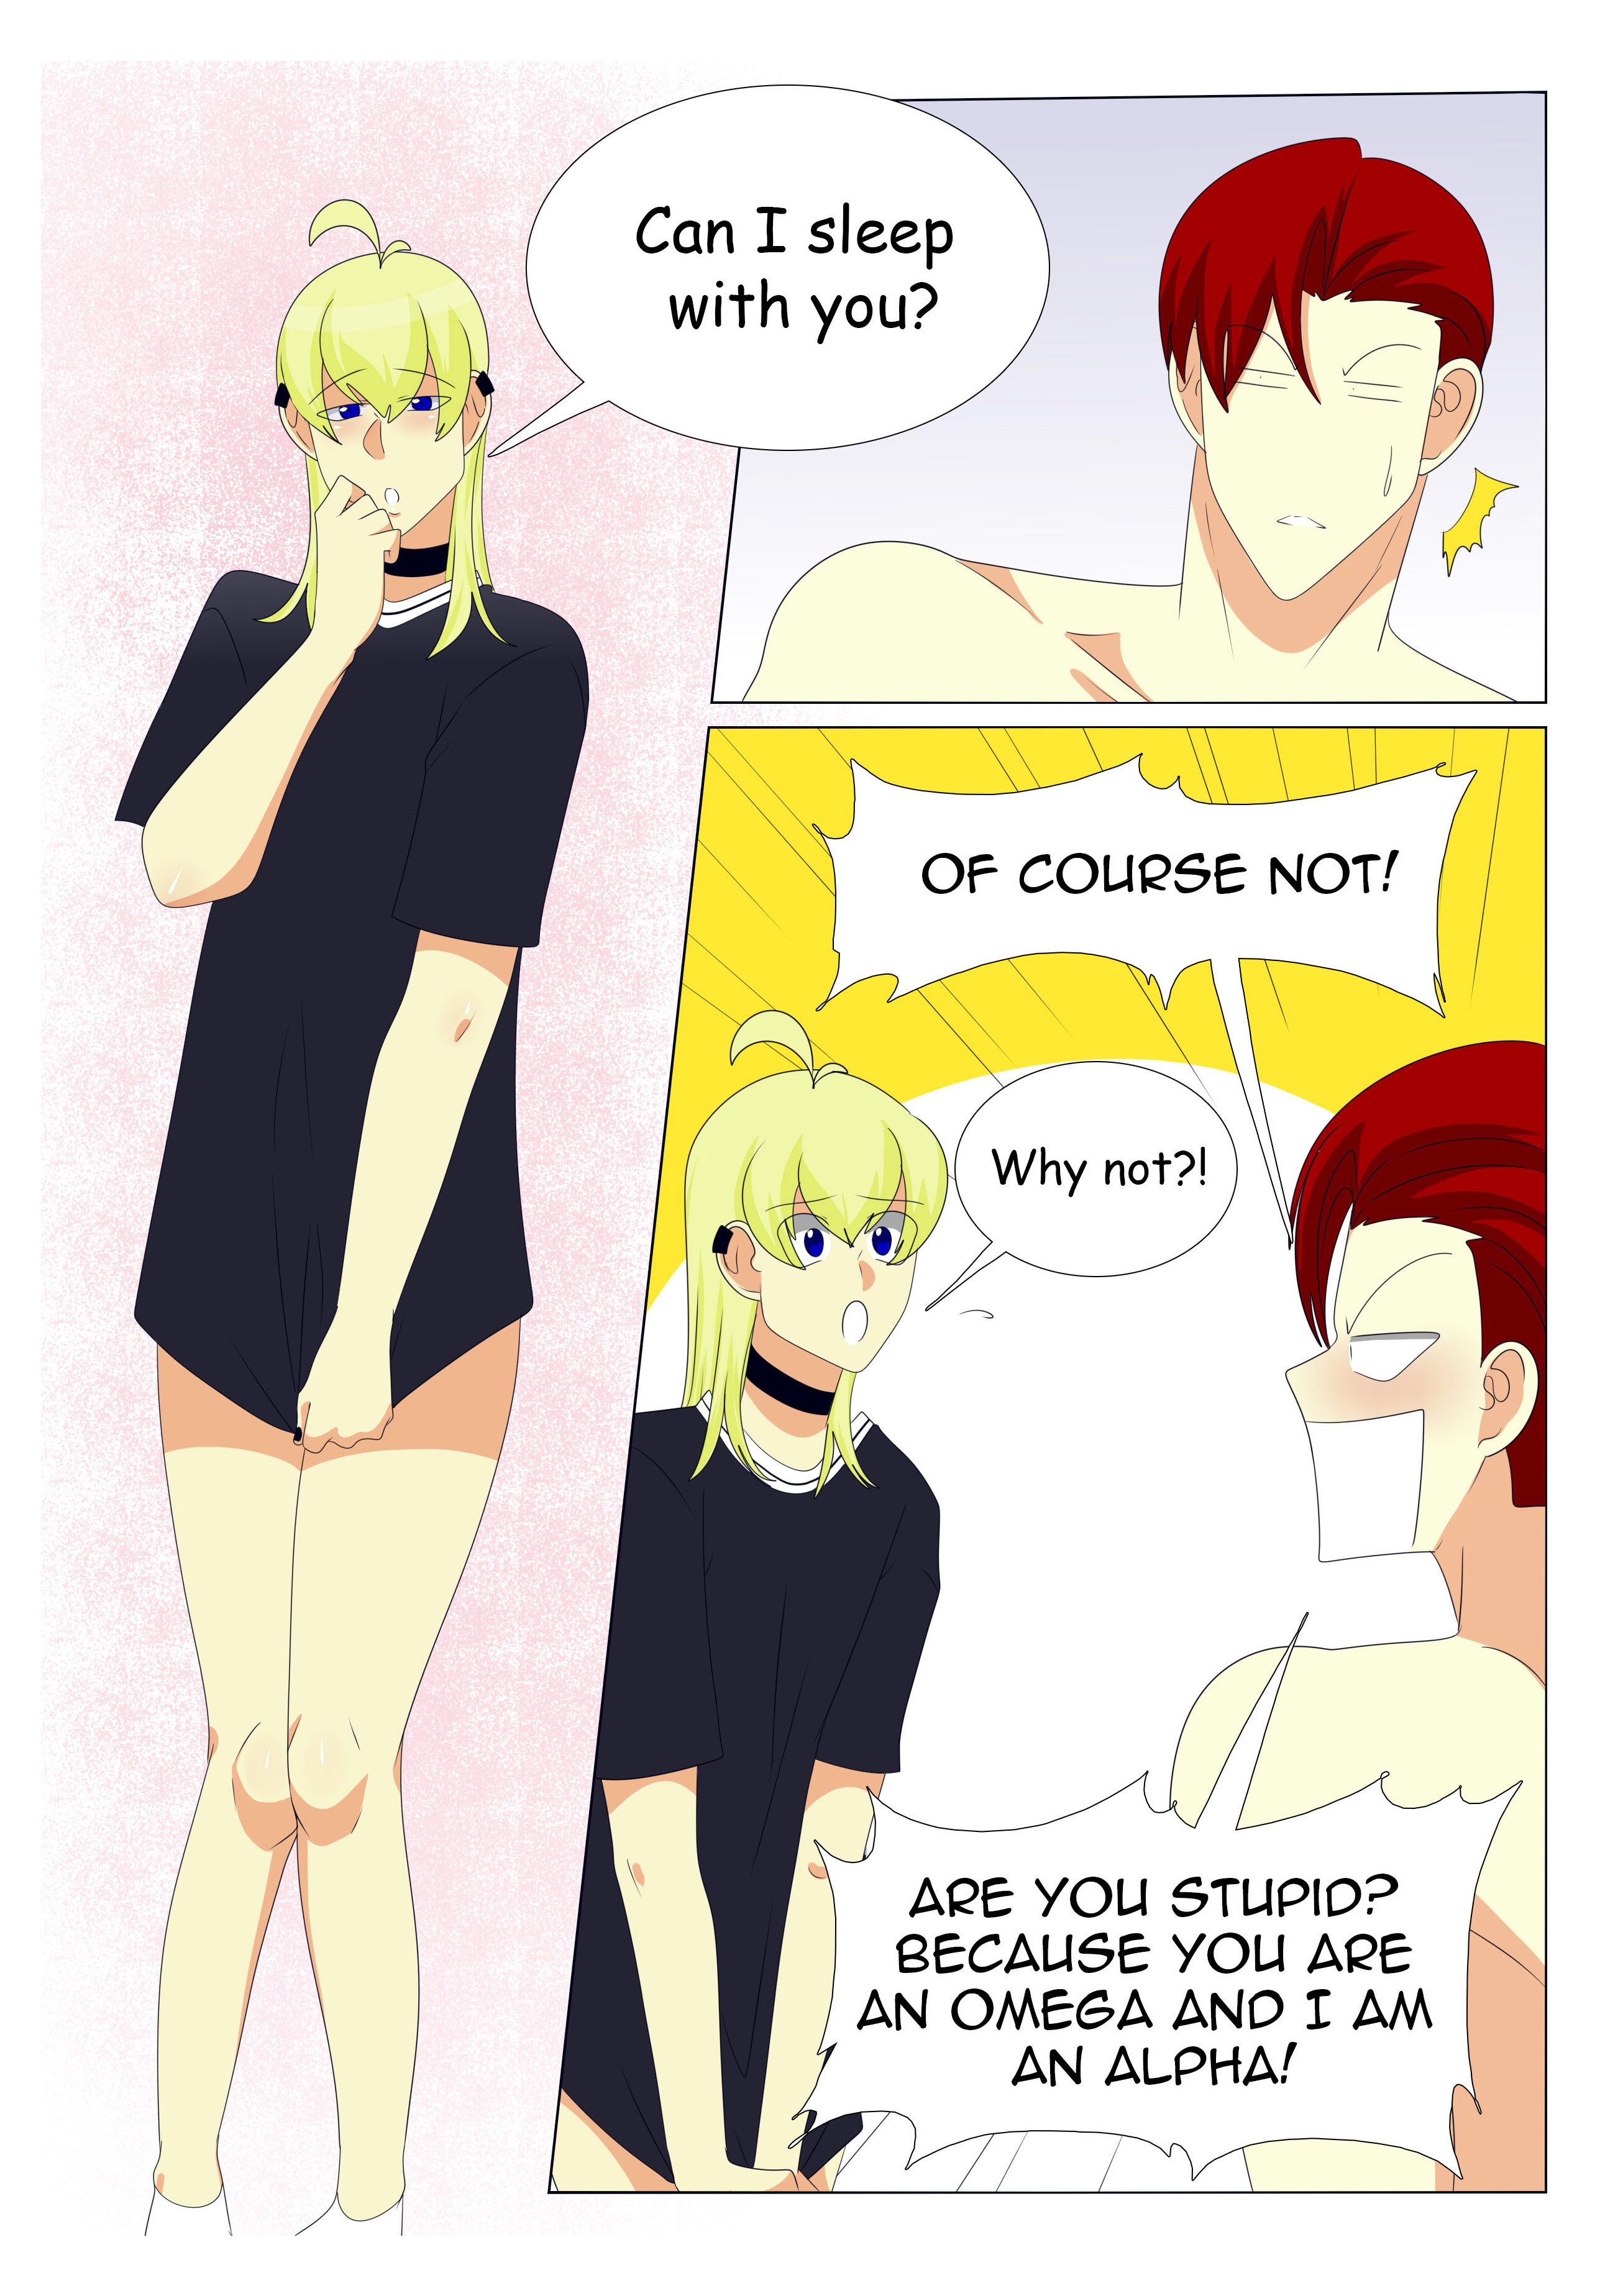 Can I sleep
with you?
OF COURSE NOT!
Why not?!
ARE YOU STUPID?
BECAUSE YOU ARE
AN OMEGA AND I AM
AN ALPHA!